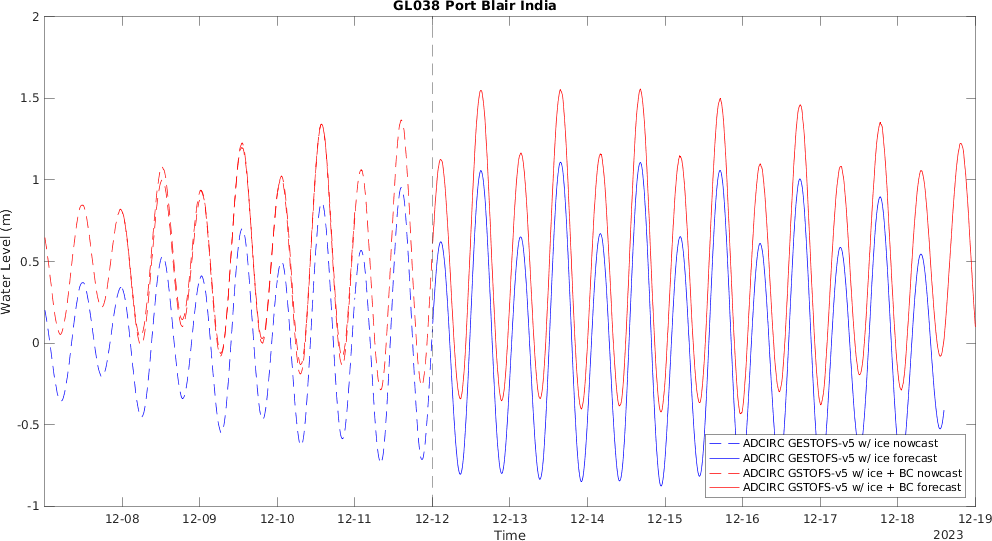 GL038 Port Blair India
2
1.5
1
0.5
0
-0.5
-1
Water Level (m)
12-08 12-09 12-10 12-11 12-12 12-13 12-14 12-15 12-16 12-17 12-18 12-19
Time
2023
ADCIRC GESTOFS-v5 w/ ice nowcast
ADCIRC GESTOFS-v5 w/ ice forecast
ADCIRC GSTOFS-v5 w/ ice + BC nowcast
ADCIRC GSTOFS-v5 w/ ice + BC forecast